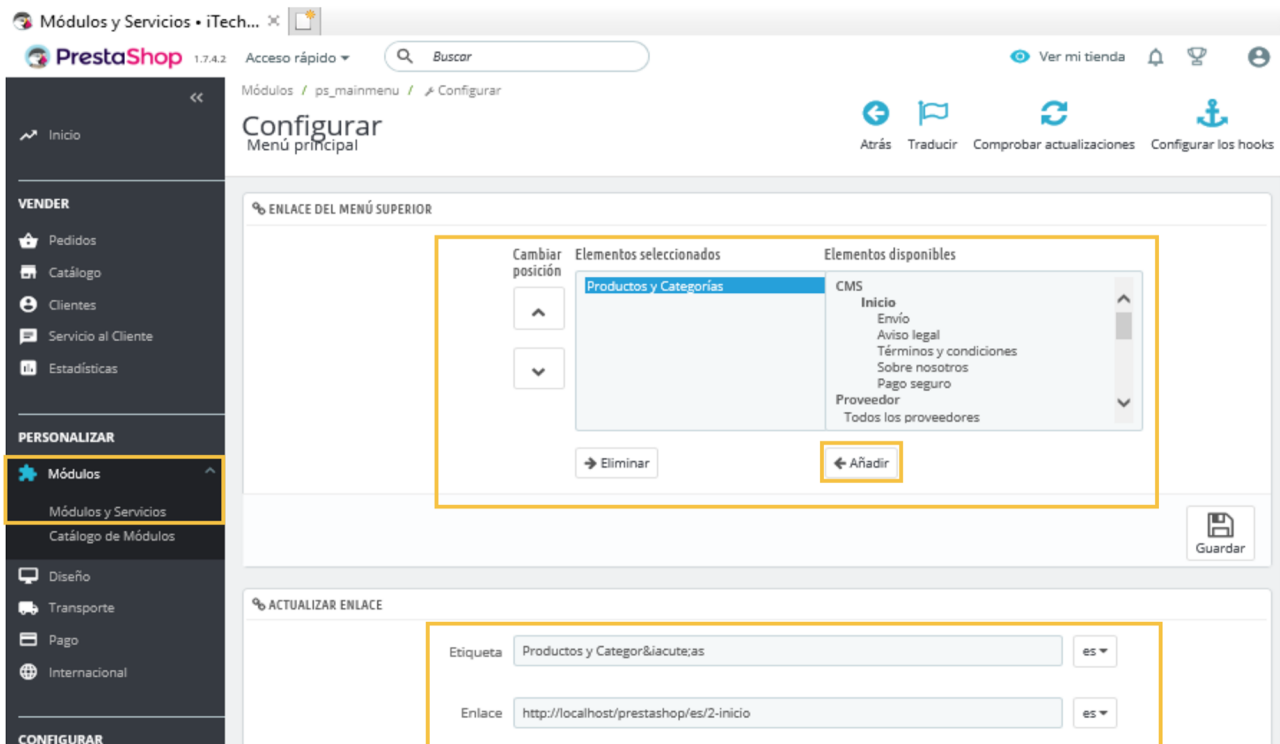 Módulos y Servicios • iTech...
PrestaShop 1.7.4.2 Acceso rápido Buscar Ver mi tienda
Módulos / ps_mainmenu / Configurar
Configurar
Menú principal
Atrás Traducir Comprobar actualizaciones Configurar los hooks
Inicio
VENDER
Pedidos
Catálogo
Clientes
Servicio al Cliente
Estadísticas
PERSONALIZAR
Módulos
Módulos y Servicios
Catálogo de Módulos
Diseño
Transporte
Pago
Internacional
CONFIGURAR
ENLACE DEL MENÚ SUPERIOR
Cambiar posición
Elementos seleccionados
Productos y Categorías
Eliminar
Elementos disponibles
CMS
Inicio
Envío
Aviso legal
Términos y condiciones
Sobre nosotros
Pago seguro
Proveedor
Todos los proveedores
Añadir
Guardar
ACTUALIZAR ENLACE
Etiqueta Productos y Categor&iacute;as es
Enlace http://localhost/prestashop/es/2-inicio es